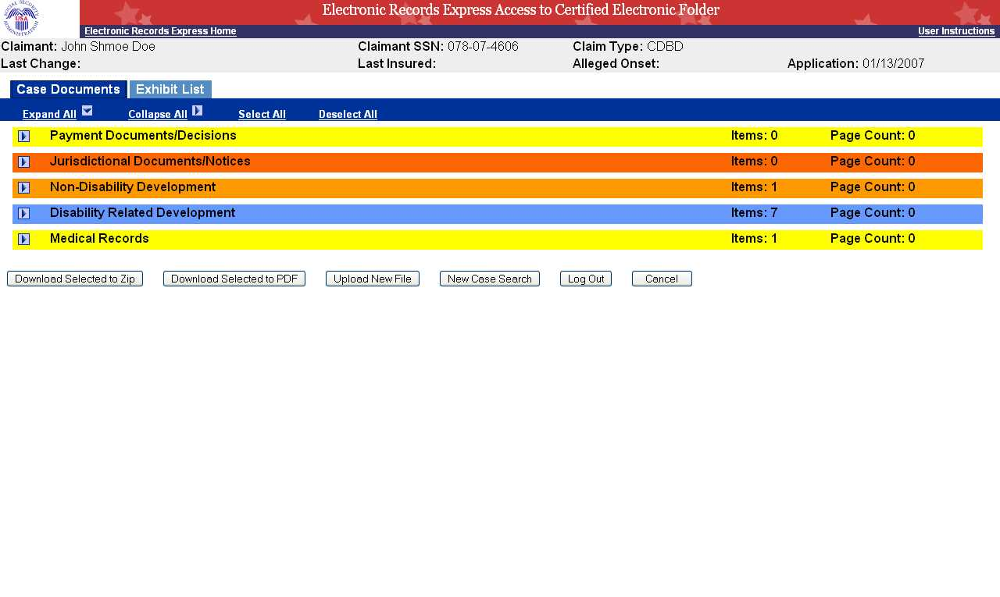 SOCIAL SECURITY ADMINISTRATION
USA
Electronic Records Express Access to Certified Electronic Folder
Electronic Records Express Home User Instructions
Claimant: John Shmoe Doe Claimant SSN: 078-07-4606 Claim Type: CDBD
Last Change: Last Insured: Alleged Onset: Application: 01/13/2007
Case Documents Exhibit List
Expand All Collapse All Select All Deselect All
Payment Documents/Decisions Items: 0 Page Count: 0
Jurisdictional Documents/Notices Items: 0 Page Count: 0
Non-Disability Development Items: 1 Page Count: 0
Disability Related Development Items: 7 Page Count: 0
Medical Records Items: 1 Page Count: 0
Download Selected to Zip Download Selected to PDF Upload New File New Case Search Log Out Cancel